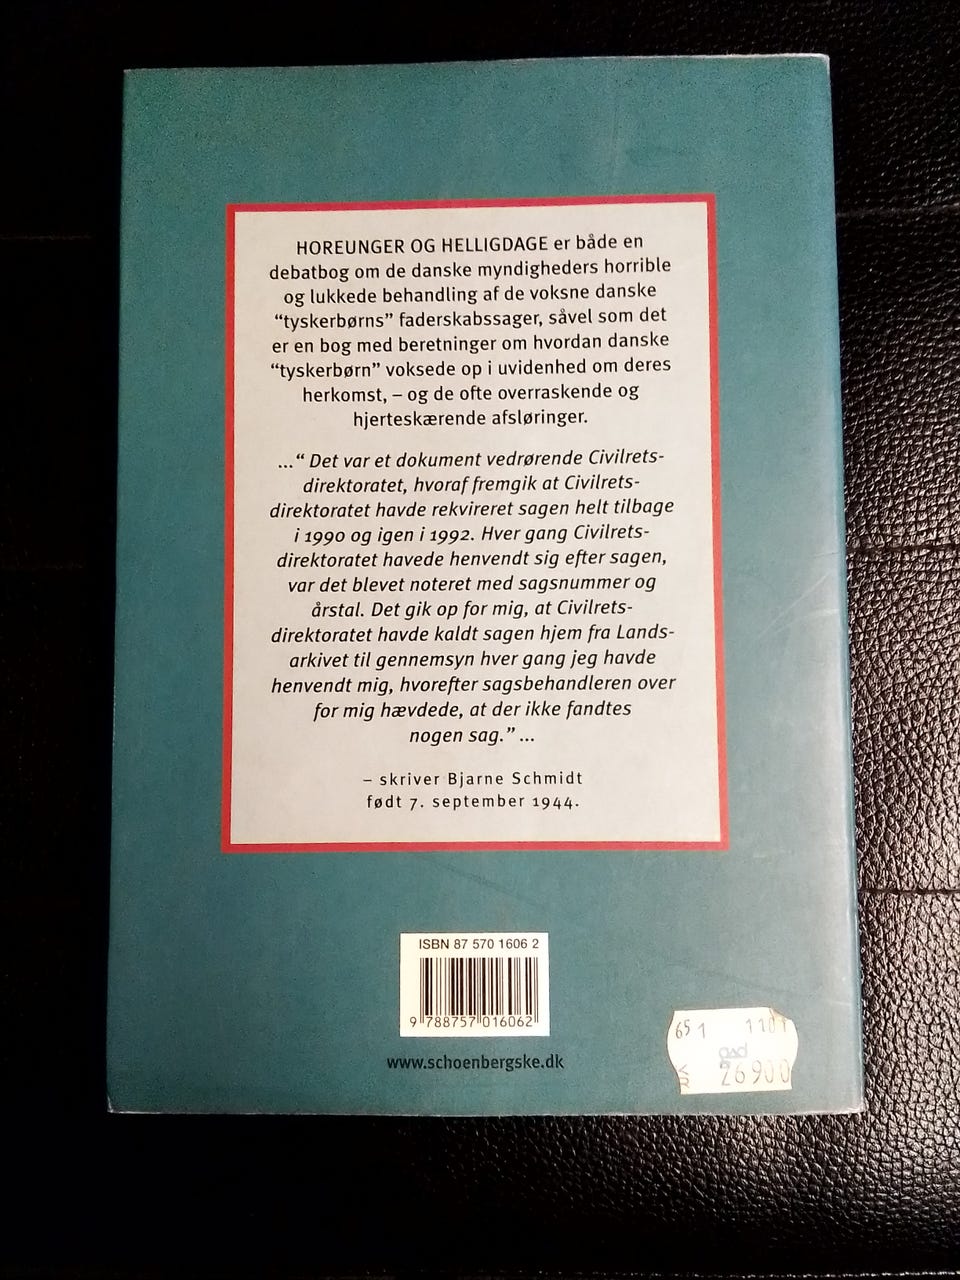 HOREUNGER OG HELLIGDAGE er både en
debatbog om de danske myndigheders horrible
og lukkede behandling af de voksne danske
“tyskerbørns” faderskabssager, såvel som det
er en bog med beretninger om hvordan danske
“tyskerbørn” voksede op i uvidenhed om deres
herkomst, – og de ofte overraskende og
hjerteskærende afsløringer.
...“ Det var et dokument vedrørende Civilrets-
direktoratet, hvoraf fremgik at Civilrets-
direktoratet havde rekvireret sagen helt tilbage
i 1990 og igen i 1992. Hver gang Civilrets-
direktoratet havede henvendt sig efter sagen,
var det blevet noteret med sagsnummer og
årstal. Det gik op for mig, at Civilrets-
direktoratet havde kaldt sagen hjem fra Lands-
arkivet til gennemsyn hver gang jeg havde
henvendt mig, hvorefter sagsbehandleren over
for mig hævdede, at der ikke fandtes
nogen sag.” ...
– skriver Bjarne Schmidt
født 7. september 1944.
ISBN 87 570 1606 2
9 788757 016062
www.schoenbergske.dk
651
gad
KR 26900